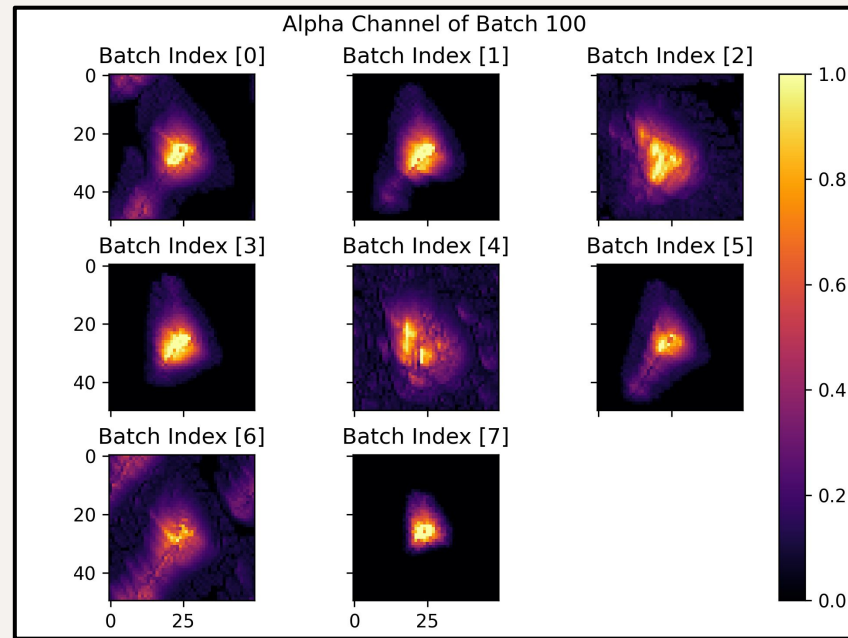 Alpha Channel of Batch 100
Batch Index [0]
Batch Index [1]
Batch Index [2]
0
20
40
1.0
0.8
0.6
0.4
0.2
0.0
Batch Index [3]
Batch Index [4]
Batch Index [5]
0
20
40
Batch Index [6]
Batch Index [7]
0
20
40
0 25
0 25